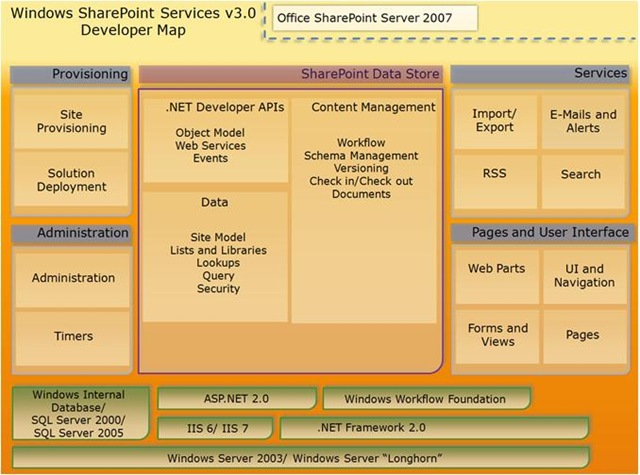 Windows SharePoint Services v3.0
Developer Map
Office SharePoint Server 2007
Provisioning
Site
Provisioning
Solution
Deployment
Administration
Administration
Timers
SharePoint Data Store
.NET Developer APIs
Object Model
Web Services
Events
Data
Site Model
Lists and Libraries
Lookups
Query
Security
Content Management
Workflow
Schema Management
Versioning
Check in/Check out
Documents
Services
Import/
Export
E-Mails and
Alerts
RSS
Search
Pages and User Interface
Web Parts
UI and
Navigation
Forms and
Views
Pages
Windows Internal
Database/
SQL Server 2000/
SQL Server 2005
ASP.NET 2.0
Windows Workflow Foundation
IIS 6/ IIS 7
.NET Framework 2.0
Windows Server 2003/ Windows Server “Longhorn”